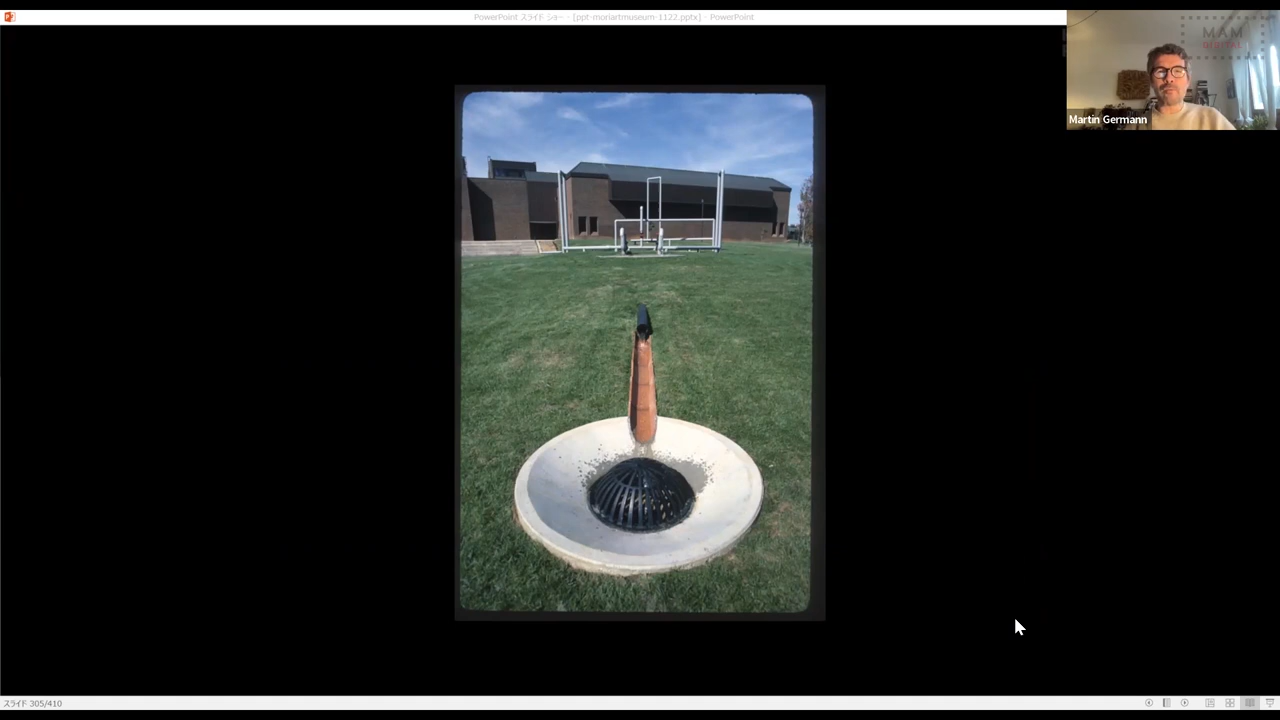 PowerPoint スライド ショー - [ppt-moriartmuseum-1122.pptx] - PowerPoint
MAM
DIGITAL
Martin Germann
スライド 305/410